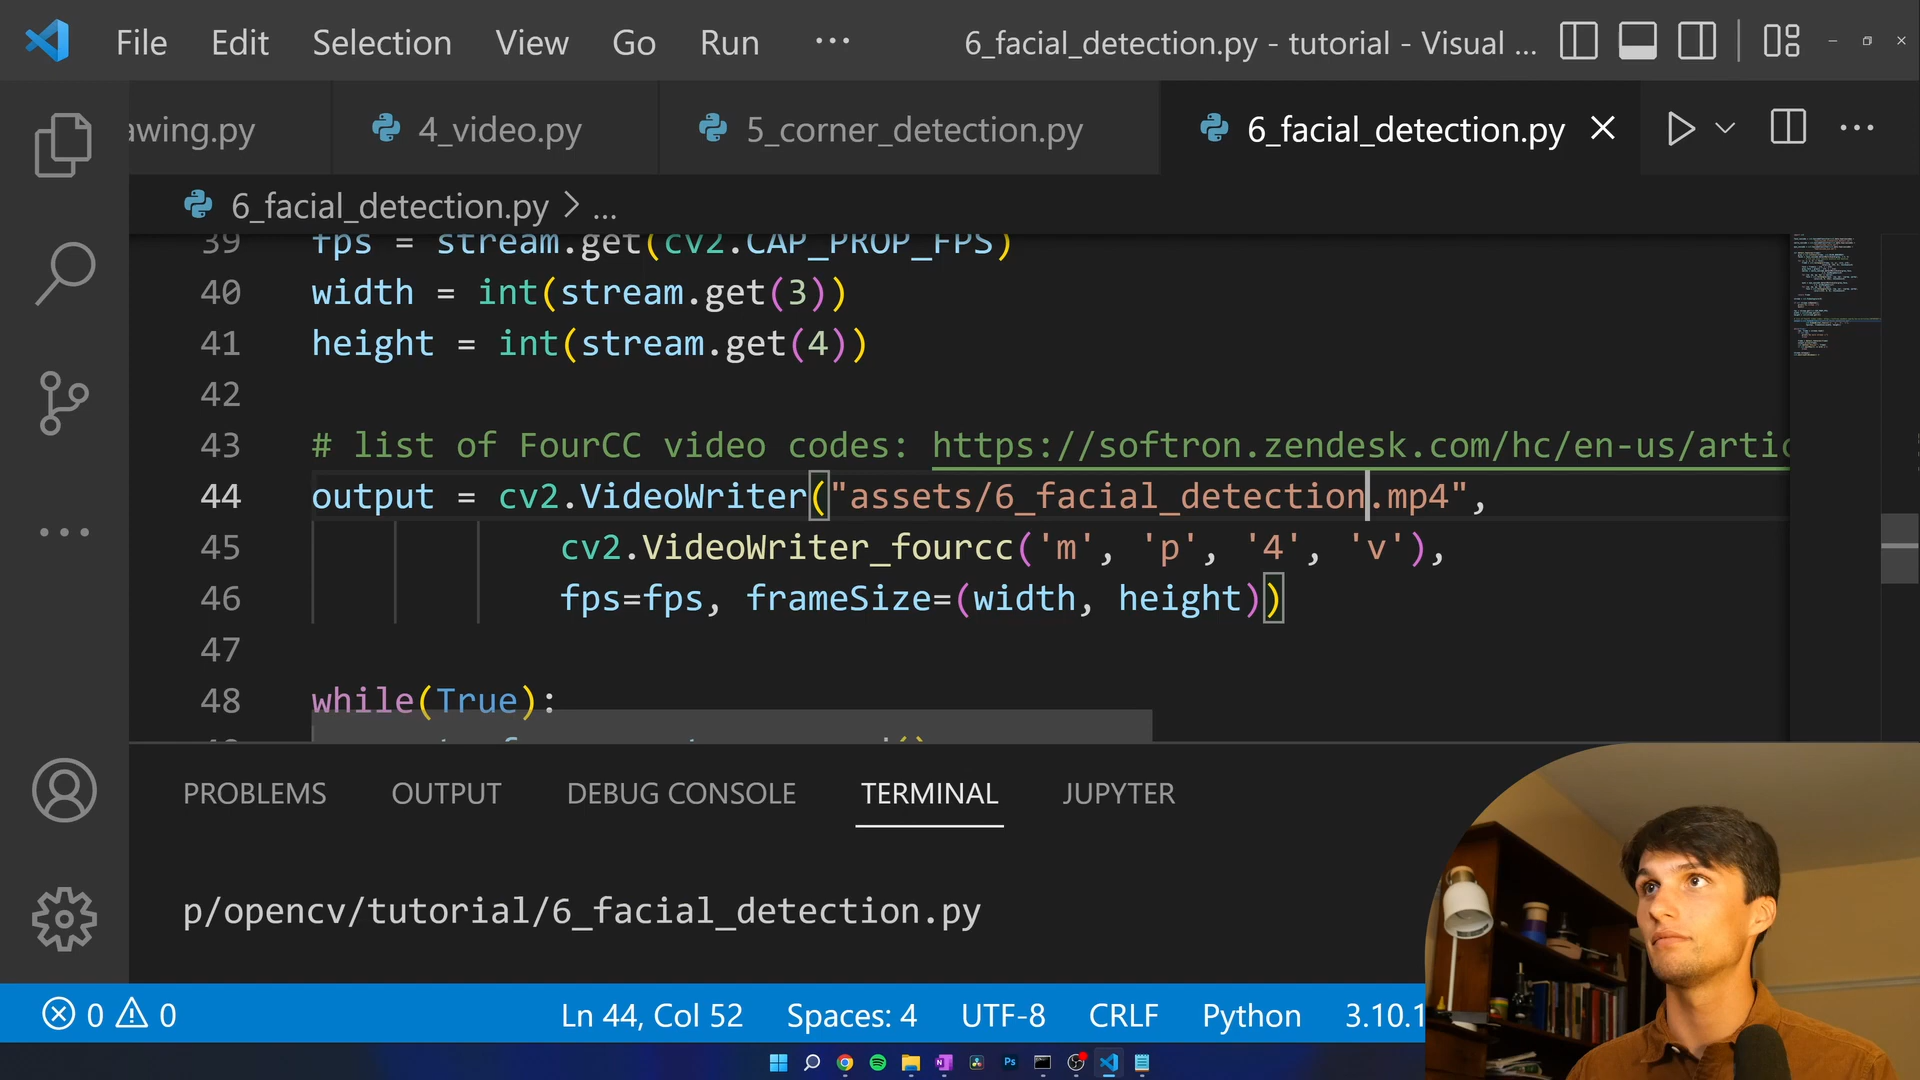 File Edit Selection View Go Run ... 6_facial_detection.py - tutorial - Visual ...
awing.py 4_video.py 5_corner_detection.py 6_facial_detection.py
6_facial_detection.py > ...
39 fps = stream.get(cv2.CAP_PROP_FPS)
40 width = int(stream.get(3))
41 height = int(stream.get(4))
42
43 # list of FourCC video codes: https://softron.zendesk.com/hc/en-us/artic
44 output = cv2.VideoWriter("assets/6_facial_detection.mp4",
45 cv2.VideoWriter_fourcc('m', 'p', '4', 'v'),
46 fps=fps, frameSize=(width, height))
47
48 while(True):
PROBLEMS OUTPUT DEBUG CONSOLE TERMINAL JUPYTER
p/opencv/tutorial/6_facial_detection.py
0 0 Ln 44, Col 52 Spaces: 4 UTF-8 CRLF Python 3.10.1
Ps